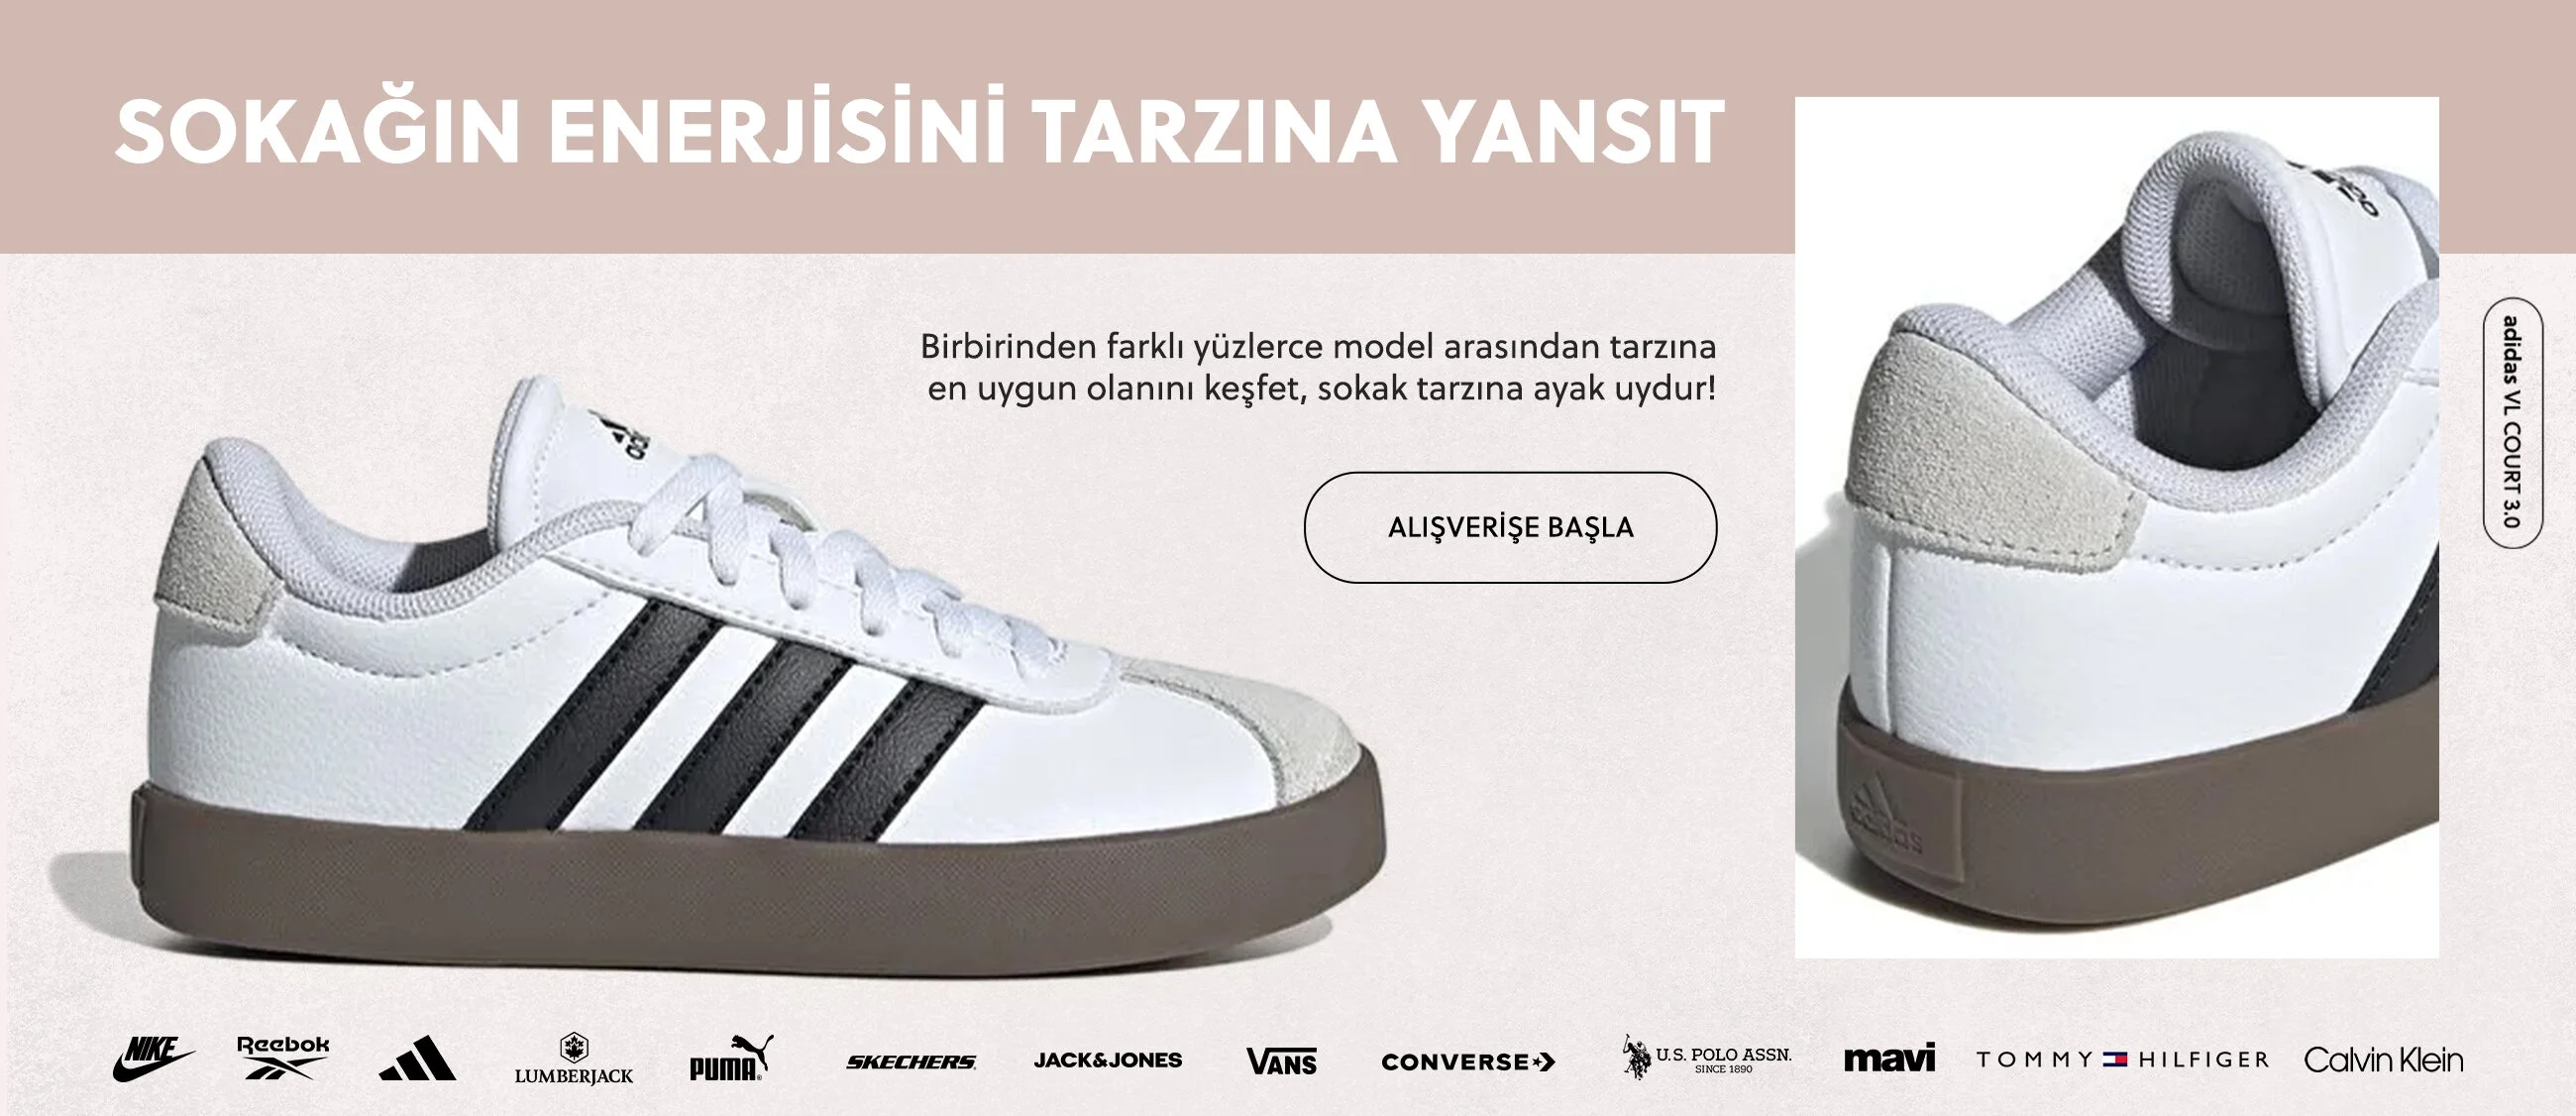 SOKAĞIN ENERJİSİNİ TARZINA YANSIT
Birbirinden farklı yüzlerce model arasından tarzına
en uygun olanını keşfet, sokak tarzına ayak uydur!
ALIŞVERİŞE BAŞLA
adidas VL COURT 3.0
adidas
NIKE
Reebok
LUMBERJACK
PUMA
SKECHERS
JACK&JONES
VANS
CONVERSE
U.S. POLO ASSN.
SINCE 1890
mavi
TOMMY HILFIGER
Calvin Klein